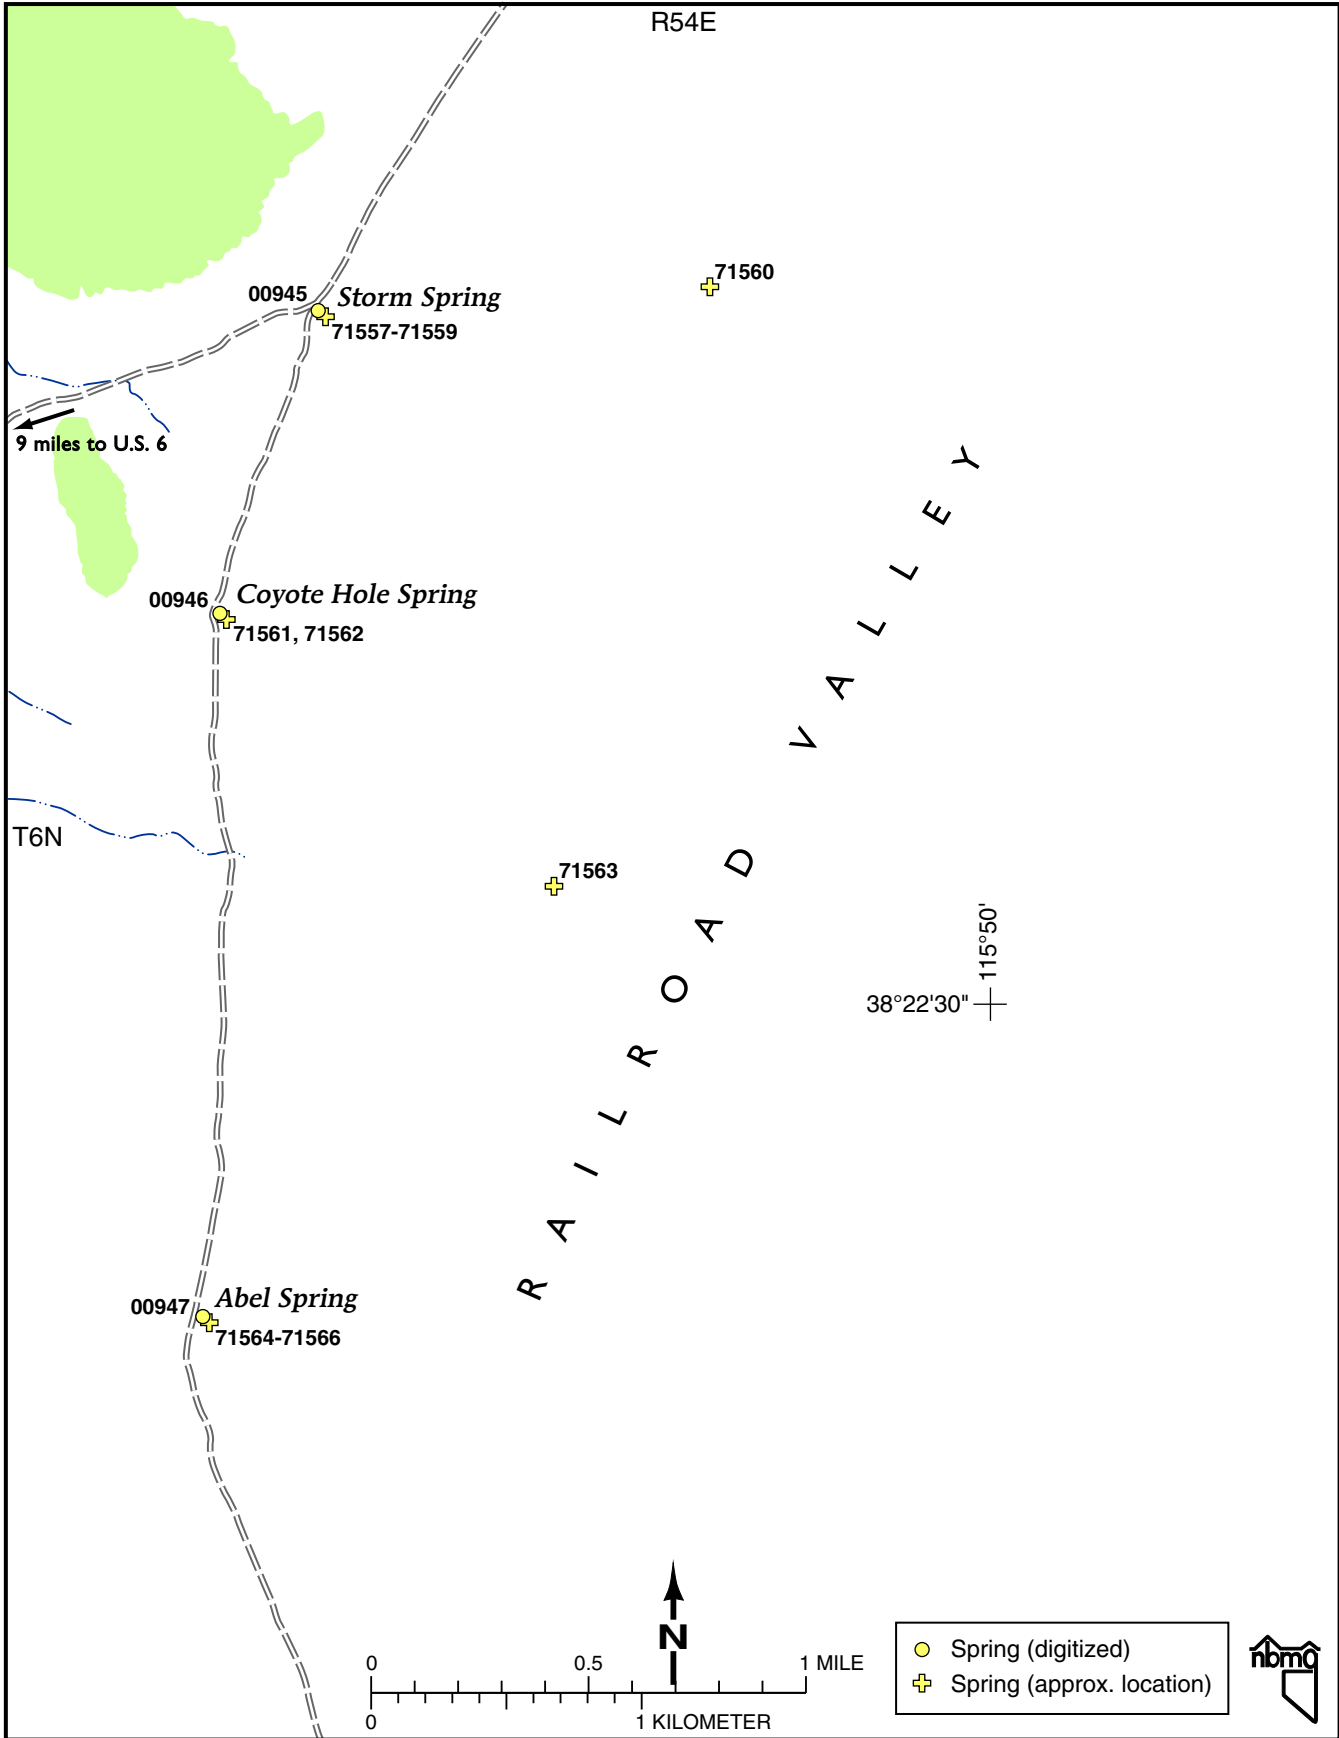 R54E
71560
00945 Storm Spring
71557-71559
9 miles to U.S. 6
RAILROAD VALLEY
00946 Coyote Hole Spring
71561, 71562
T6N
71563
115°50'
38°22'30"
00947 Abel Spring
71564-71566
N
0 0.5 1 MILE
0 1 KILOMETER
Spring (digitized)
Spring (approx. location)
nbmg